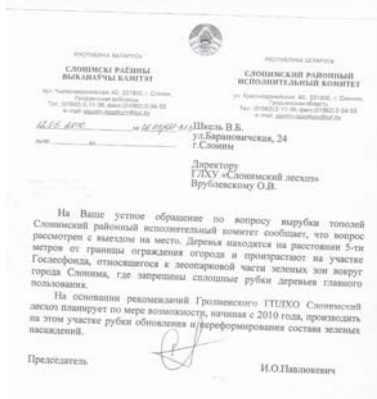 РЭСПУБЛІКА БЕЛАРУСЬ
СЛОНІМСКІ РАЁННЫ
ВЫКАНАЎЧЫ КАМІТЭТ
РЕСПУБЛИКА БЕЛАРУСЬ
СЛОНИМСКИЙ РАЙОННЫЙ
ИСПОЛНИТЕЛЬНЫЙ КОМИТЕТ
Шкель В.Б.
ул.Барановичская, 24
г.Слоним
Директору
ГЛХУ «Слонимский лесхоз»
Врублевскому О.В.
На Ваше устное обращение по вопросу вырубки тополей
Слонимский районный исполнительный комитет сообщает, что вопрос
рассмотрен с выездом на место. Деревья находятся на расстоянии 5-ти
метров от границы ограждения огорода и произрастают на участке
Гослесфонда, относящегося к лесопарковой части зеленых зон вокруг
города Слонима, где запрещены сплошные рубки деревьев главного
пользования.
На основании рекомендаций Гродненского ГПЛХО Слонимский
лесхоз планирует по мере возможности, начиная с 2010 года, производить
на этом участке рубки обновления и переформирования состава зеленых
насаждений.
Председатель
И.О.Павлюкевич